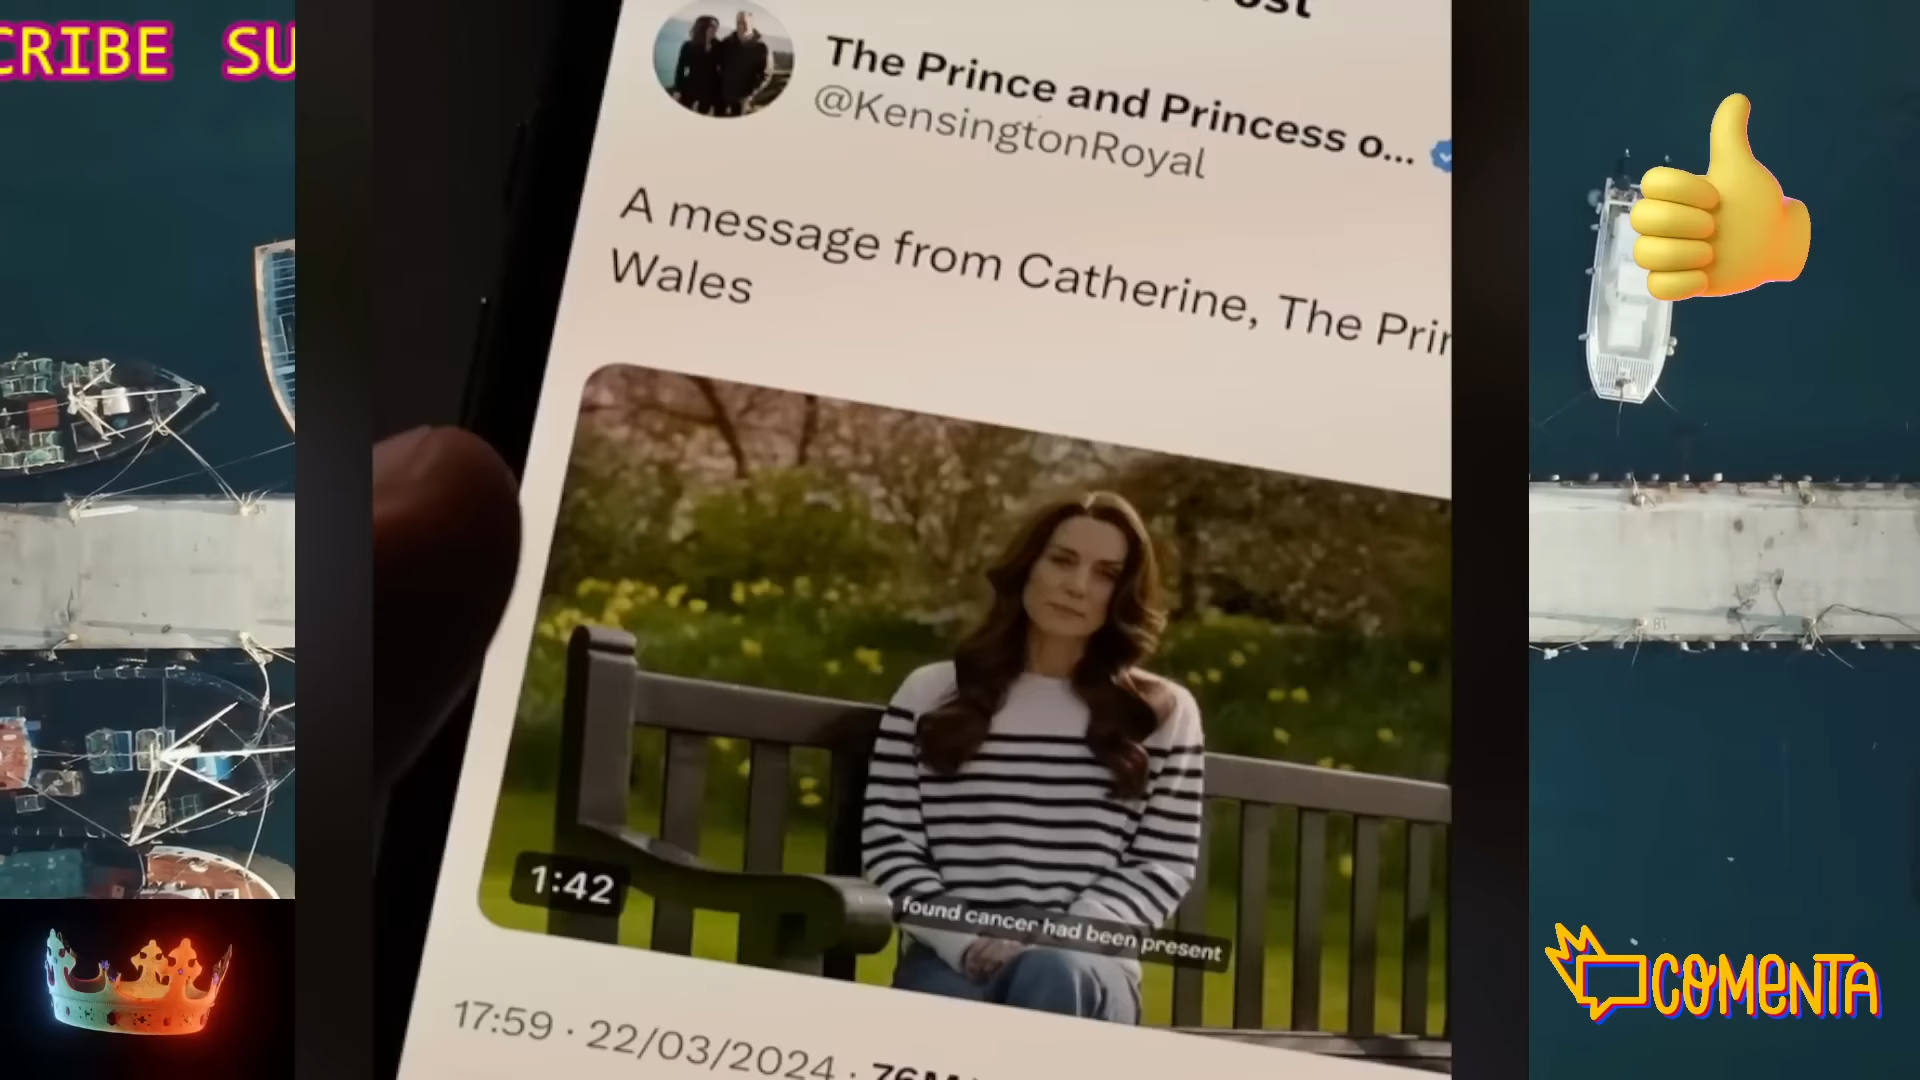 CRIBE SU
The Prince and Princess o...
@KensingtonRoyal
A message from Catherine, The Prin
Wales
1:42
found cancer had been present
17:59 · 22/03/2024 · 76M
COMENTA